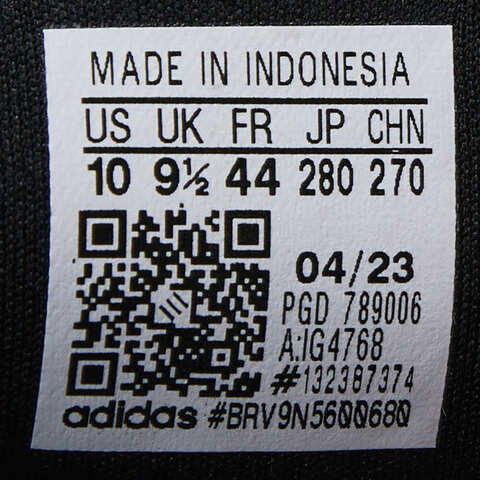 MADE IN INDONESIA
US UK FR JP CHN
10 9½ 44 280 270
04/23
PGD 789006
A:IG4768
#132387374
adidas #BRV9N5600680